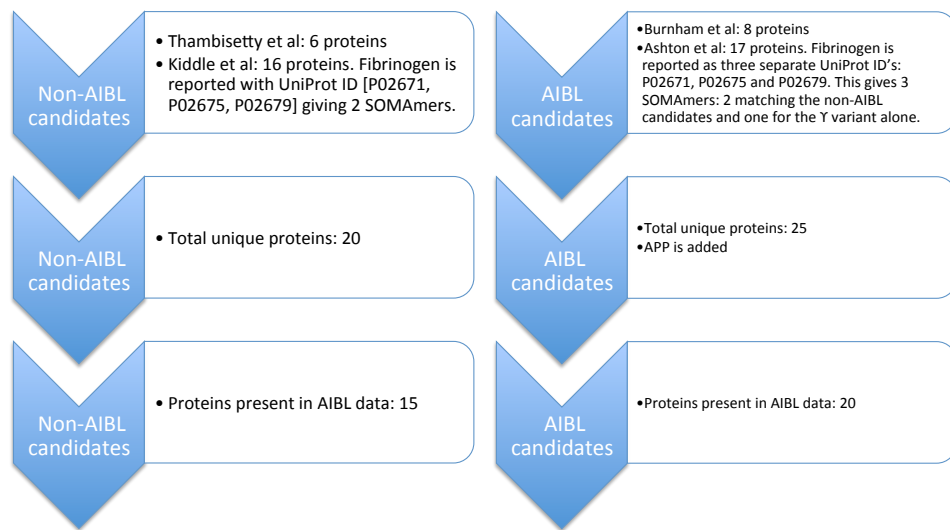 Non-AIBL
candidates
• Thambisetty et al: 6 proteins
• Kiddle et al: 16 proteins. Fibrinogen is
reported with UniProt ID [P02671,
P02675, P02679] giving 2 SOMAmers.
AIBL
candidates
•Burnham et al: 8 proteins
•Ashton et al: 17 proteins. Fibrinogen is
reported as three separate UniProt ID's:
P02671, P02675 and P02679. This gives 3
SOMAmers: 2 matching the non-AIBL
candidates and one for the ϒ variant alone.
Non-AIBL
candidates
• Total unique proteins: 20
AIBL
candidates
•Total unique proteins: 25
•APP is added
Non-AIBL
candidates
• Proteins present in AIBL data: 15
AIBL
candidates
•Proteins present in AIBL data: 20